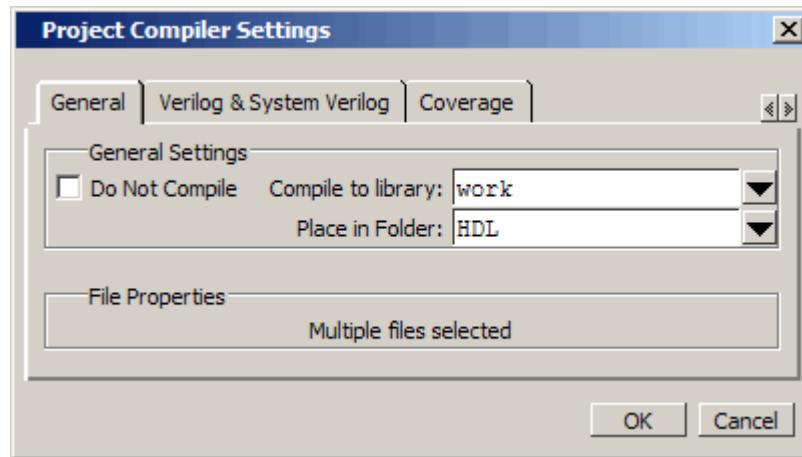 Project Compiler Settings
General Verilog & System Verilog Coverage
General Settings
Do Not Compile Compile to library: work
Place in Folder: HDL
File Properties
Multiple files selected
OK Cancel